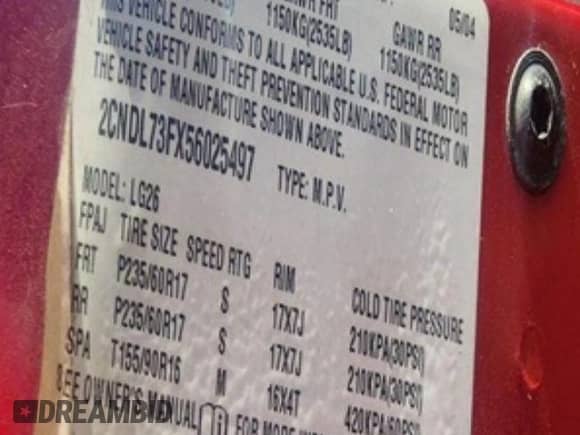 05/04
GAWR FRT GAWR RR
1150KG(2535LB) 1150KG(2535LB)
THIS VEHICLE CONFORMS TO ALL APPLICABLE U.S. FEDERAL MOTOR
VEHICLE SAFETY AND THEFT PREVENTION STANDARDS IN EFFECT ON
THE DATE OF MANUFACTURE SHOWN ABOVE.
2CNDL73FX56025497 TYPE: M.P.V.
MODEL: LG26
FPAJ TIRE SIZE SPEED RTG RIM COLD TIRE PRESSURE
FRT P235/60R17 S 17X7J 210KPA(30PSI)
RR P235/60R17 S 17X7J 210KPA(30PSI)
SPA T155/90R16 M 16X4T 420KPA(60PSI)
SEE OWNER'S MANUAL FOR MORE
DREAMBID